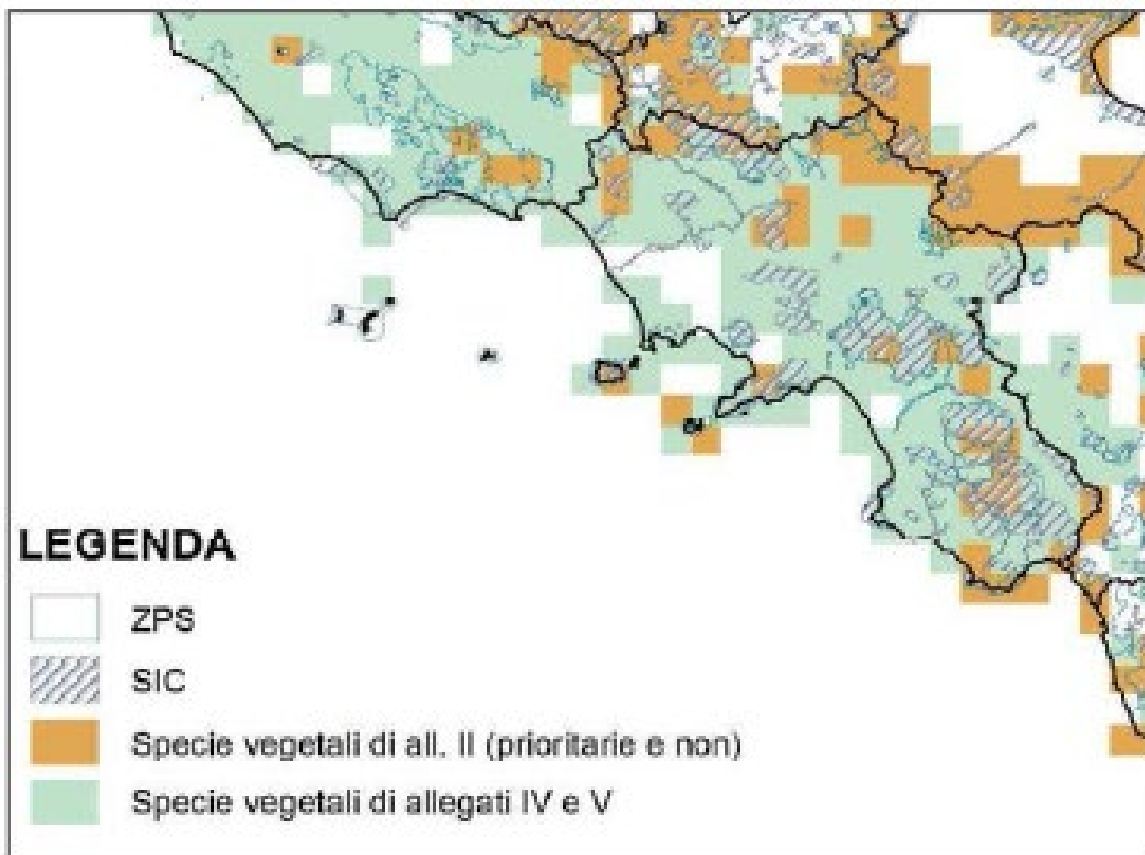 LEGENDA
ZPS
SIC
Specie vegetali di all. II (prioritarie e non)
Specie vegetali di allegati IV e V